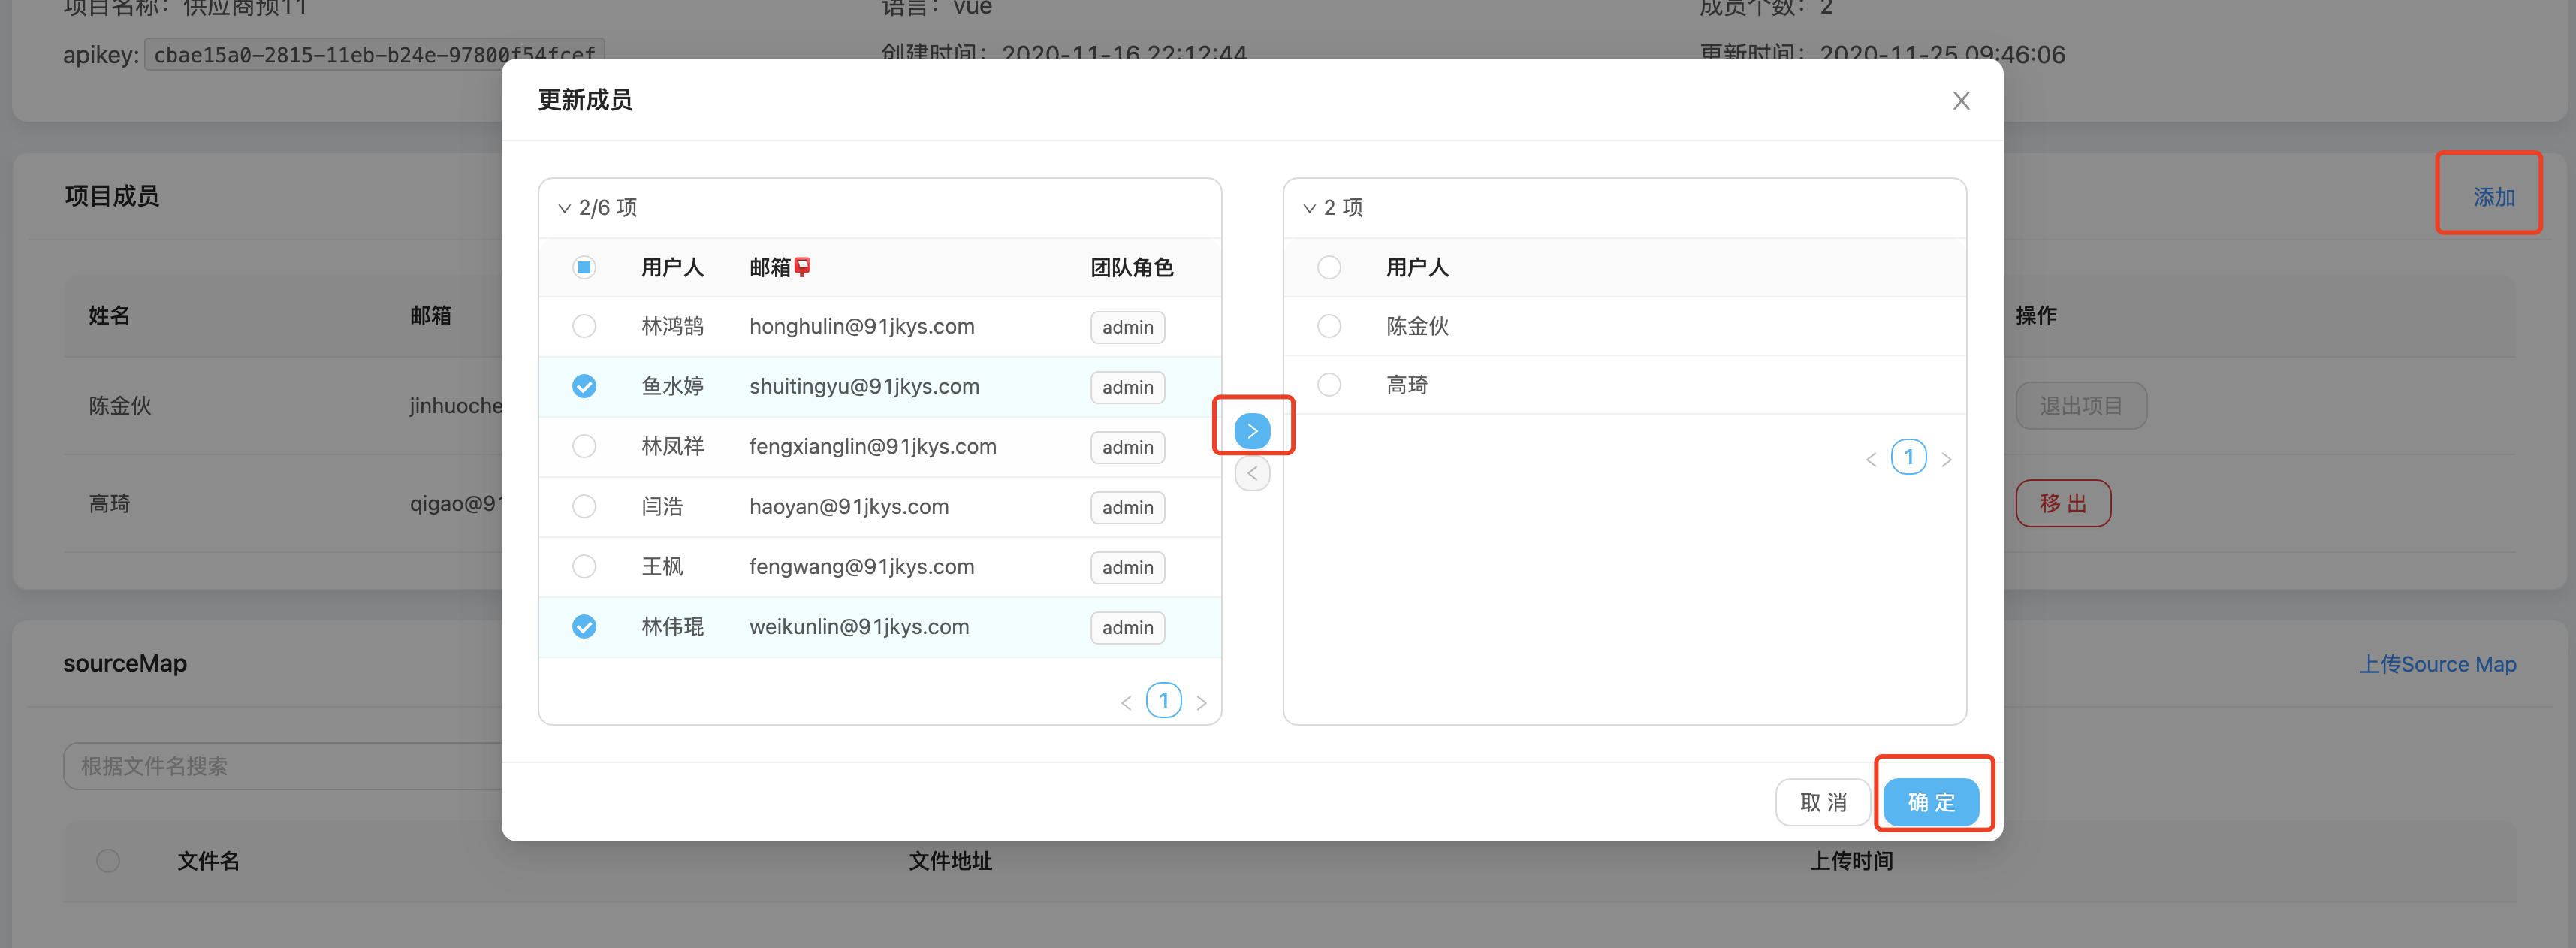 项目名称：供应商预11
语言：vue
成员个数：2
apikey: cbae15a0-2815-11eb-b24e-97800f54fcef
创建时间：2020-11-16 22:12:44
更新时间：2020-11-25 09:46:06
更新成员
项目成员
添加
2/6 项
2 项
用户人 邮箱📮 团队角色
用户人
林鸿鹄 honghulin@91jkys.com admin
陈金伙
鱼水婷 shuitingyu@91jkys.com admin
高琦
林凤祥 fengxianglin@91jkys.com admin
闫浩 haoyan@91jkys.com admin
王枫 fengwang@91jkys.com admin
林伟琨 weikunlin@91jkys.com admin
1
1
取 消
确 定
姓名 邮箱 操作
陈金伙 jinhuoche 退出项目
高琦 qigao@91 移 出
sourceMap
上传Source Map
根据文件名搜索
文件名 文件地址 上传时间